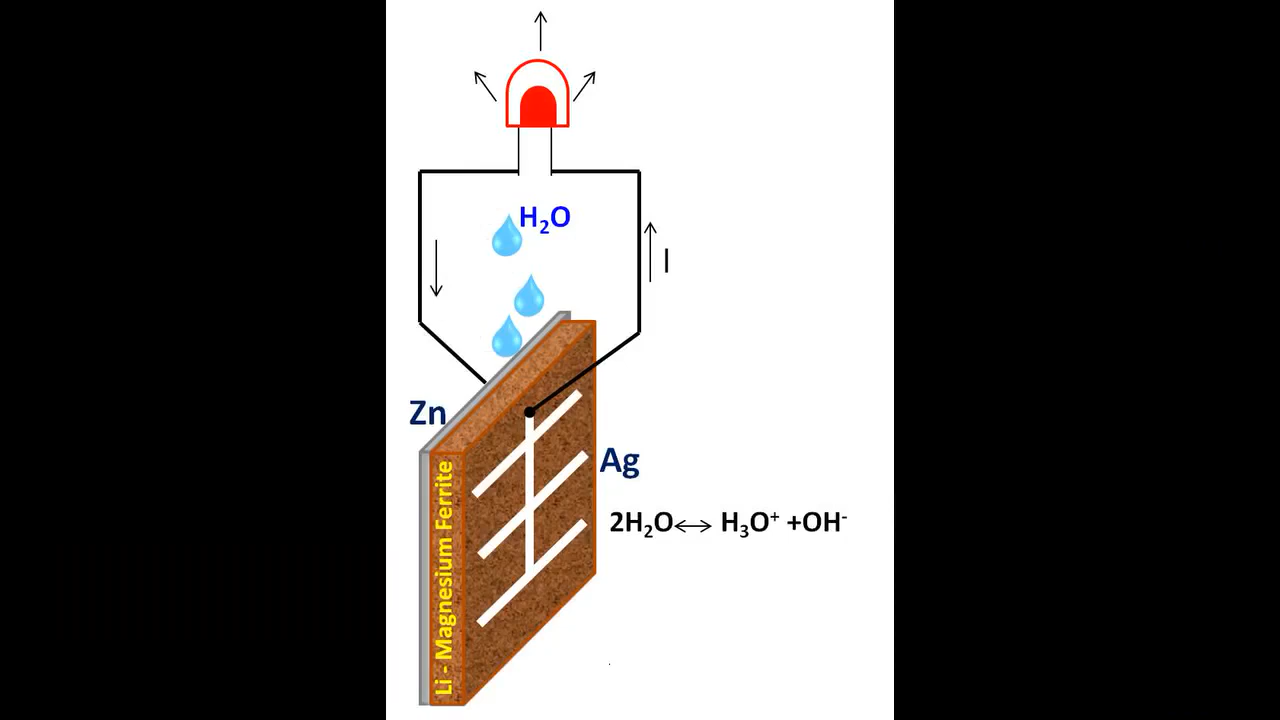 H₂O
I
Zn
Ag
Li - Magnesium Ferrite
2H₂O⟷ H₃O⁺ +OH⁻